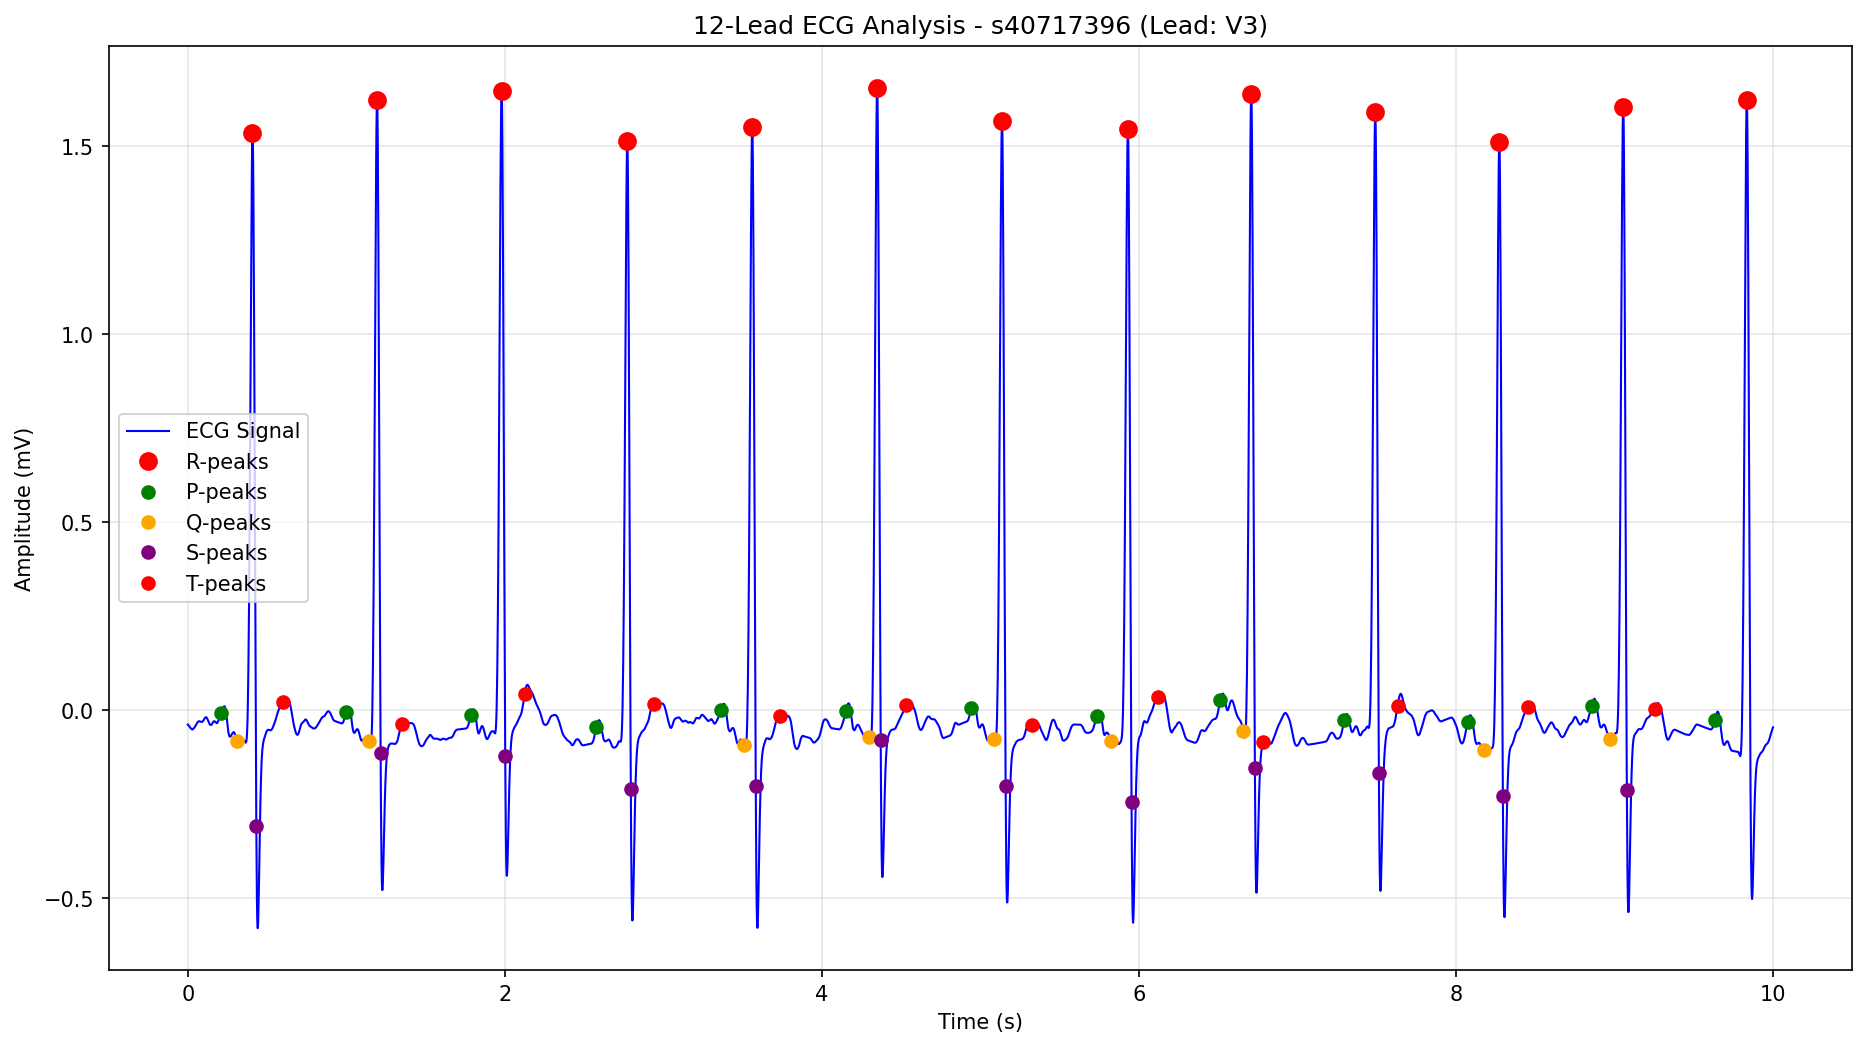 12-Lead ECG Analysis - s40717396 (Lead: V3)
Amplitude (mV)
1.5
1.0
0.5
0.0
−0.5
ECG Signal
R-peaks
P-peaks
Q-peaks
S-peaks
T-peaks
0 2 4 6 8 10
Time (s)